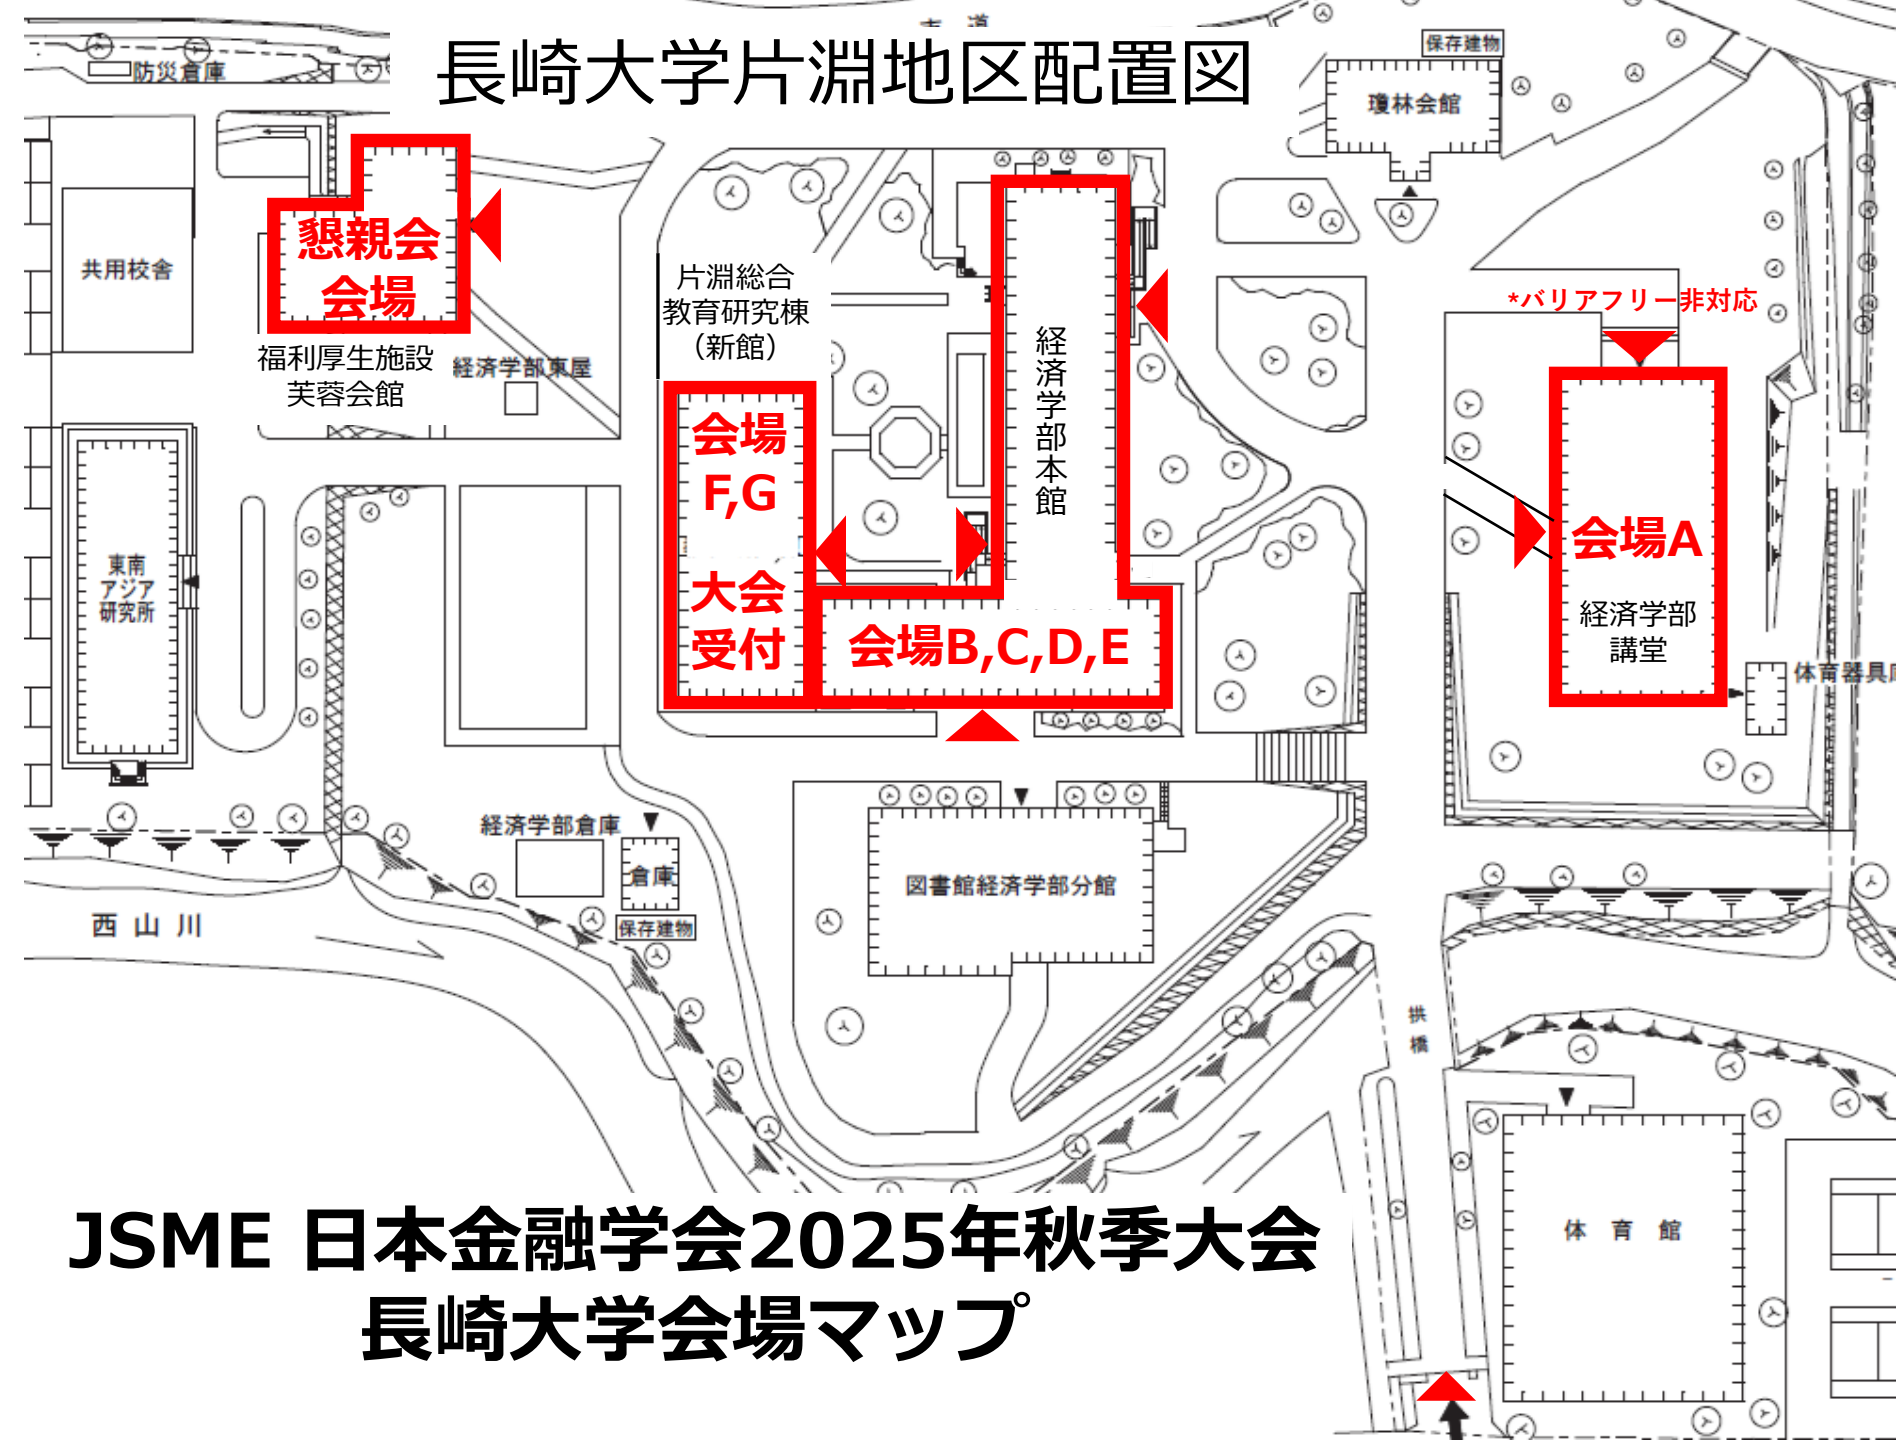 市 道
長崎大学片淵地区配置図
保存建物
防災倉庫
瓊林会館
共用校舎
懇親会
会場
福利厚生施設
芙蓉会館
経済学部東屋
片淵総合
教育研究棟
（新館）
経済学部本館
*バリアフリー非対応
会場
F,G
大会
受付
会場B,C,D,E
会場A
経済学部
講堂
体育器具庫
東南
アジア
研究所
経済学部倉庫
倉庫
保存建物
図書館経済学部分館
西山川
拱橋
体育館
JSME 日本金融学会2025年秋季大会
長崎大学会場マップ